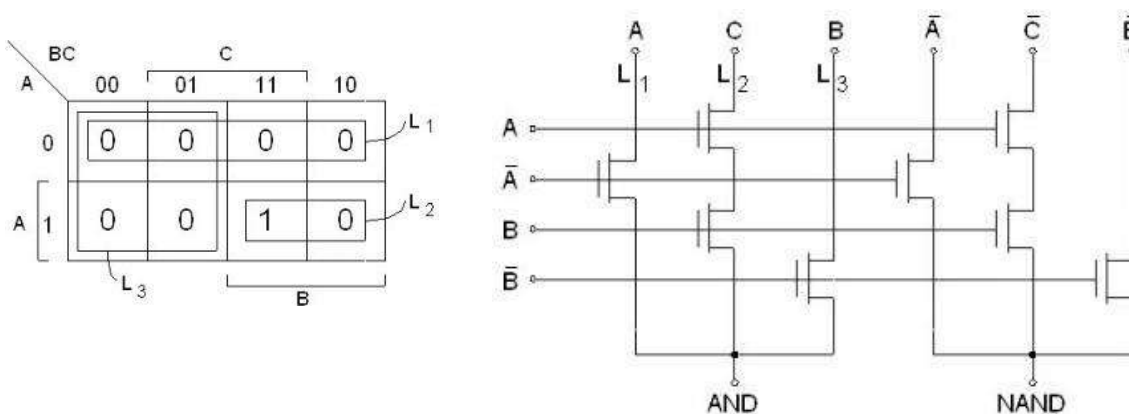 BC
C
A
00 01 11 10
0
0 0 0 0
L1
A
1
0 0 1 0
L2
L3
B
A C B Ā C̄
L1 L2 L3
A
Ā
B
B̄
AND
NAND